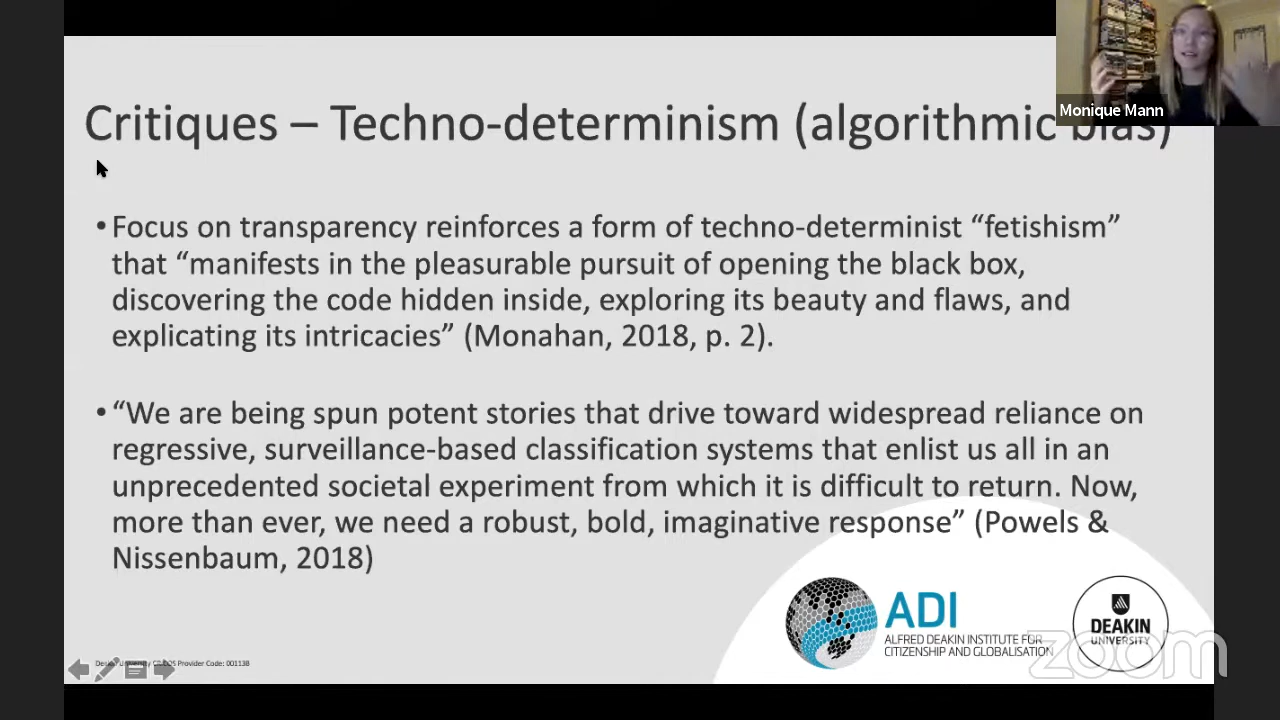 Monique Mann
Critiques – Techno-determinism (algorithmic bias)
• Focus on transparency reinforces a form of techno-determinist “fetishism”
that “manifests in the pleasurable pursuit of opening the black box,
discovering the code hidden inside, exploring its beauty and flaws, and
explicating its intricacies” (Monahan, 2018, p. 2).
• “We are being spun potent stories that drive toward widespread reliance on
regressive, surveillance-based classification systems that enlist us all in an
unprecedented societal experiment from which it is difficult to return. Now,
more than ever, we need a robust, bold, imaginative response” (Powels &
Nissenbaum, 2018)
ADI
ALFRED DEAKIN INSTITUTE FOR
CITIZENSHIP AND GLOBALISATION
DEAKIN
UNIVERSITY
zoom
University CRICOS Provider Code: 00113B